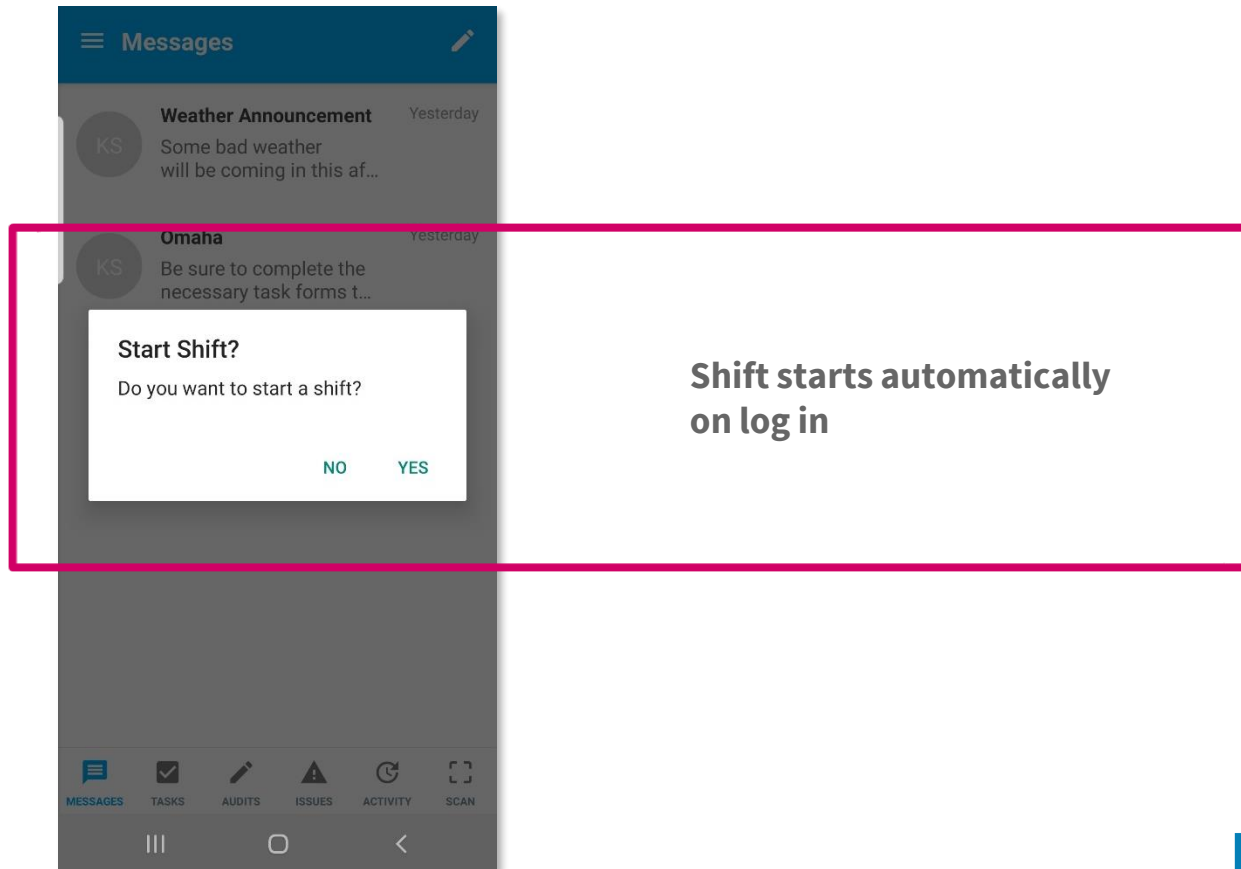 Messages
Weather Announcement Yesterday
KS
Some bad weather
will be coming in this af...
Omaha Yesterday
KS
Be sure to complete the
necessary task forms t...
Start Shift?
Do you want to start a shift?
NO YES
Shift starts automatically
on log in
MESSAGES TASKS AUDITS ISSUES ACTIVITY SCAN